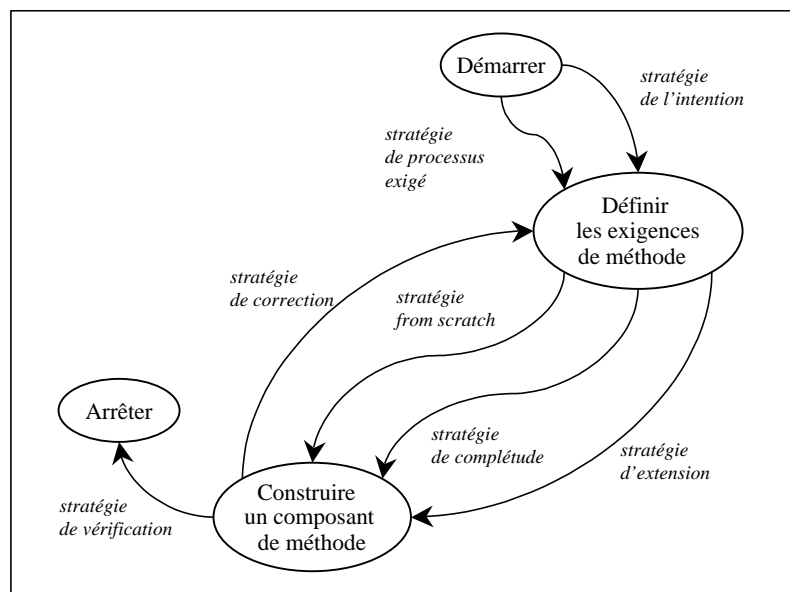 Démarrer
stratégie
de l'intention
stratégie
de processus
exigé
Définir
les exigences
de méthode
stratégie
de correction
stratégie
from scratch
Arrêter
stratégie
de complétude
stratégie
d'extension
Construire
un composant
de méthode
stratégie
de vérification